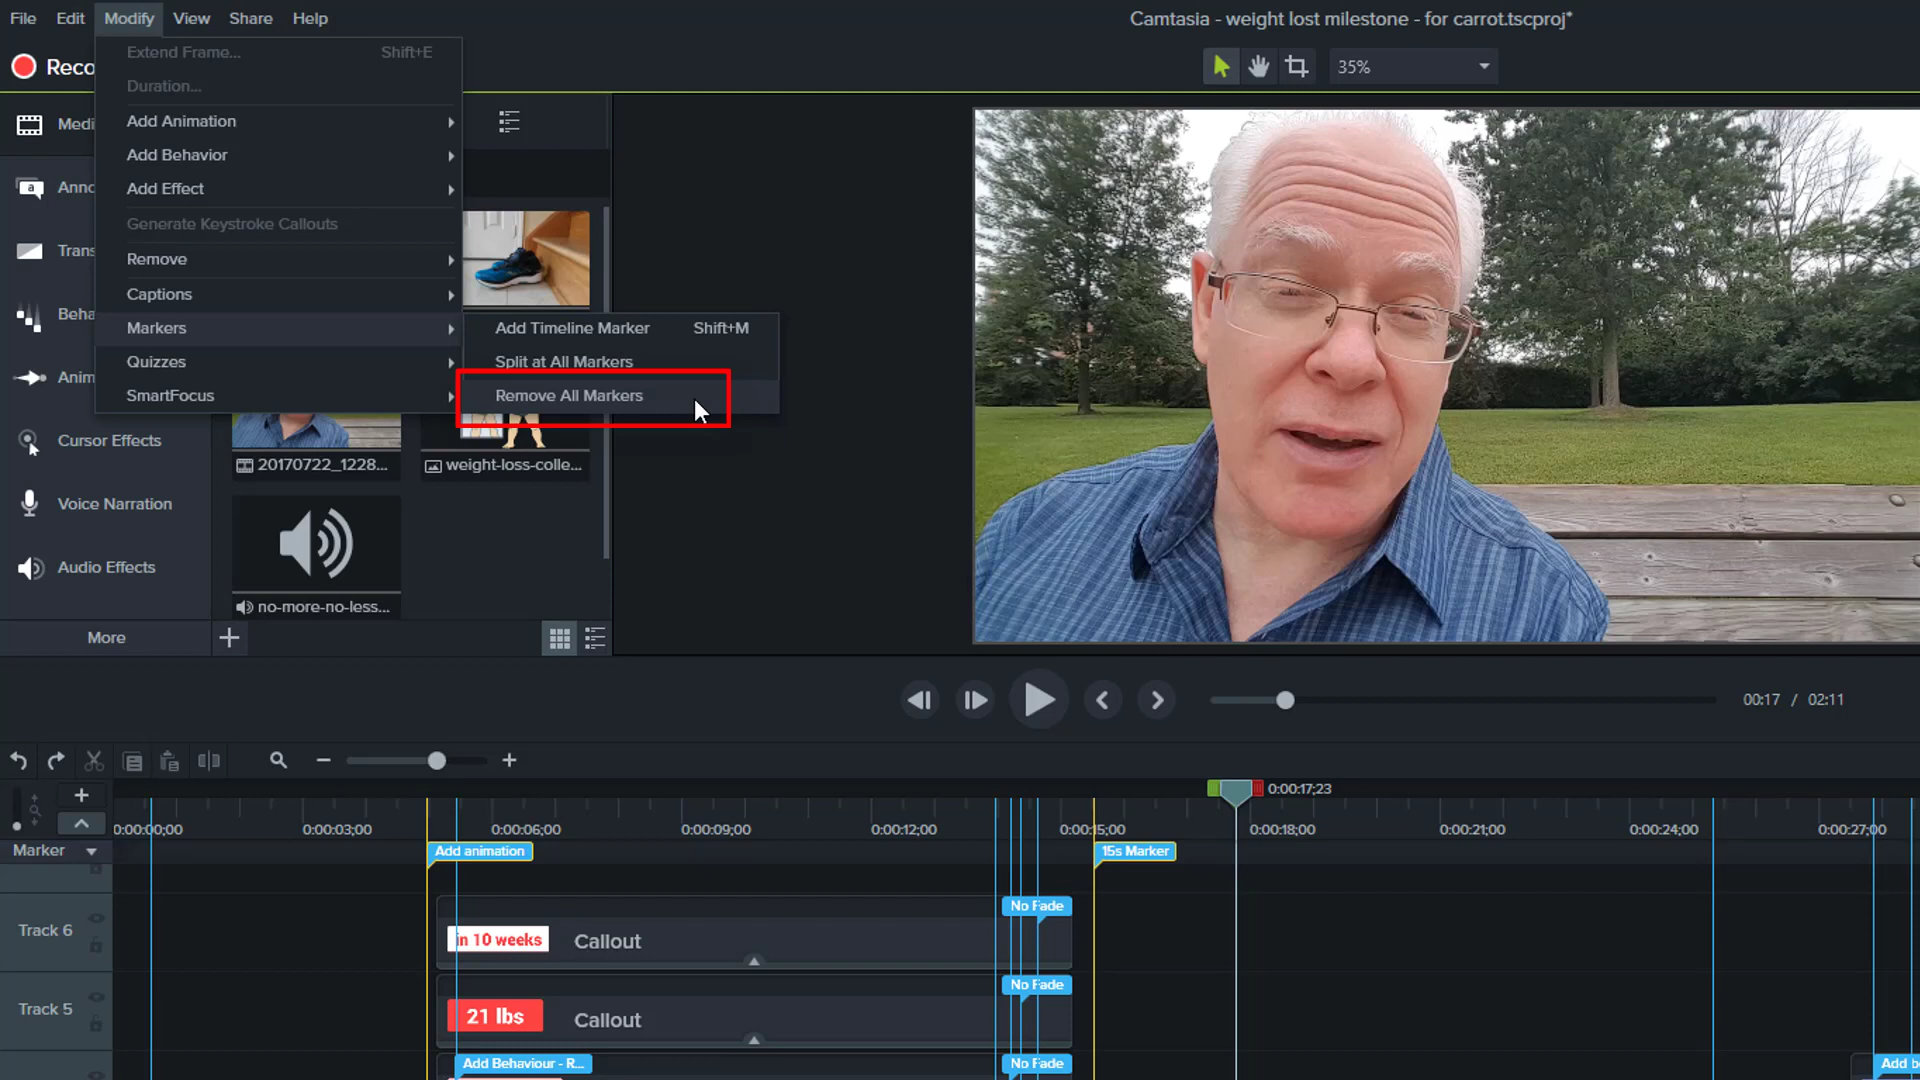 File Edit Modify View Share Help
Camtasia - weight lost milestone - for carrot.tscproj*
Extend Frame... Shift+E
Duration...
Add Animation
Add Behavior
Add Effect
Generate Keystroke Callouts
Remove
Captions
Markers
Quizzes
SmartFocus
Add Timeline Marker Shift+M
Split at All Markers
Remove All Markers
Reco
35%
Medi
Anno
Trans
Beha
Anim
Cursor Effects
Voice Narration
Audio Effects
More
20170722_1228...
weight-loss-colle...
no-more-no-less...
00:17 / 02:11
0:00:17;23
0:00:00;00 0:00:03;00 0:00:06;00 0:00:09;00 0:00:12;00 0:00:15;00 0:00:18;00 0:00:21;00 0:00:24;00 0:00:27;00
Marker
Add animation
15s Marker
Track 6
No Fade
in 10 weeks
Callout
Track 5
No Fade
21 lbs
Callout
Add Behaviour - R...
No Fade
Add b